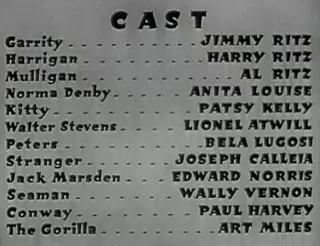 CAST
Garrity JIMMY RITZ
Harrigan HARRY RITZ
Mulligan AL RITZ
Norma Denby ANITA LOUISE
Kitty PATSY KELLY
Walter Stevens LIONEL ATWILL
Peters BELA LUGOSI
Stranger JOSEPH CALLEIA
Jack Marsden EDWARD NORRIS
Seaman WALLY VERNON
Conway PAUL HARVEY
The Gorilla ART MILES